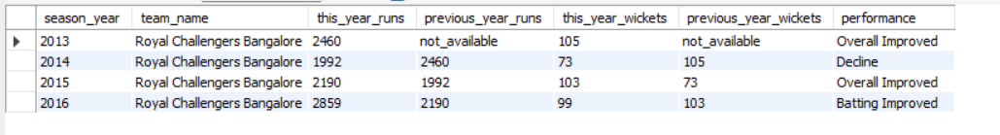 season_year team_name this_year_runs previous_year_runs this_year_wickets previous_year_wickets performance
2013 Royal Challengers Bangalore 2460 not_available 105 not_available Overall Improved
2014 Royal Challengers Bangalore 1992 2460 73 105 Decline
2015 Royal Challengers Bangalore 2190 1992 103 73 Overall Improved
2016 Royal Challengers Bangalore 2859 2190 99 103 Batting Improved